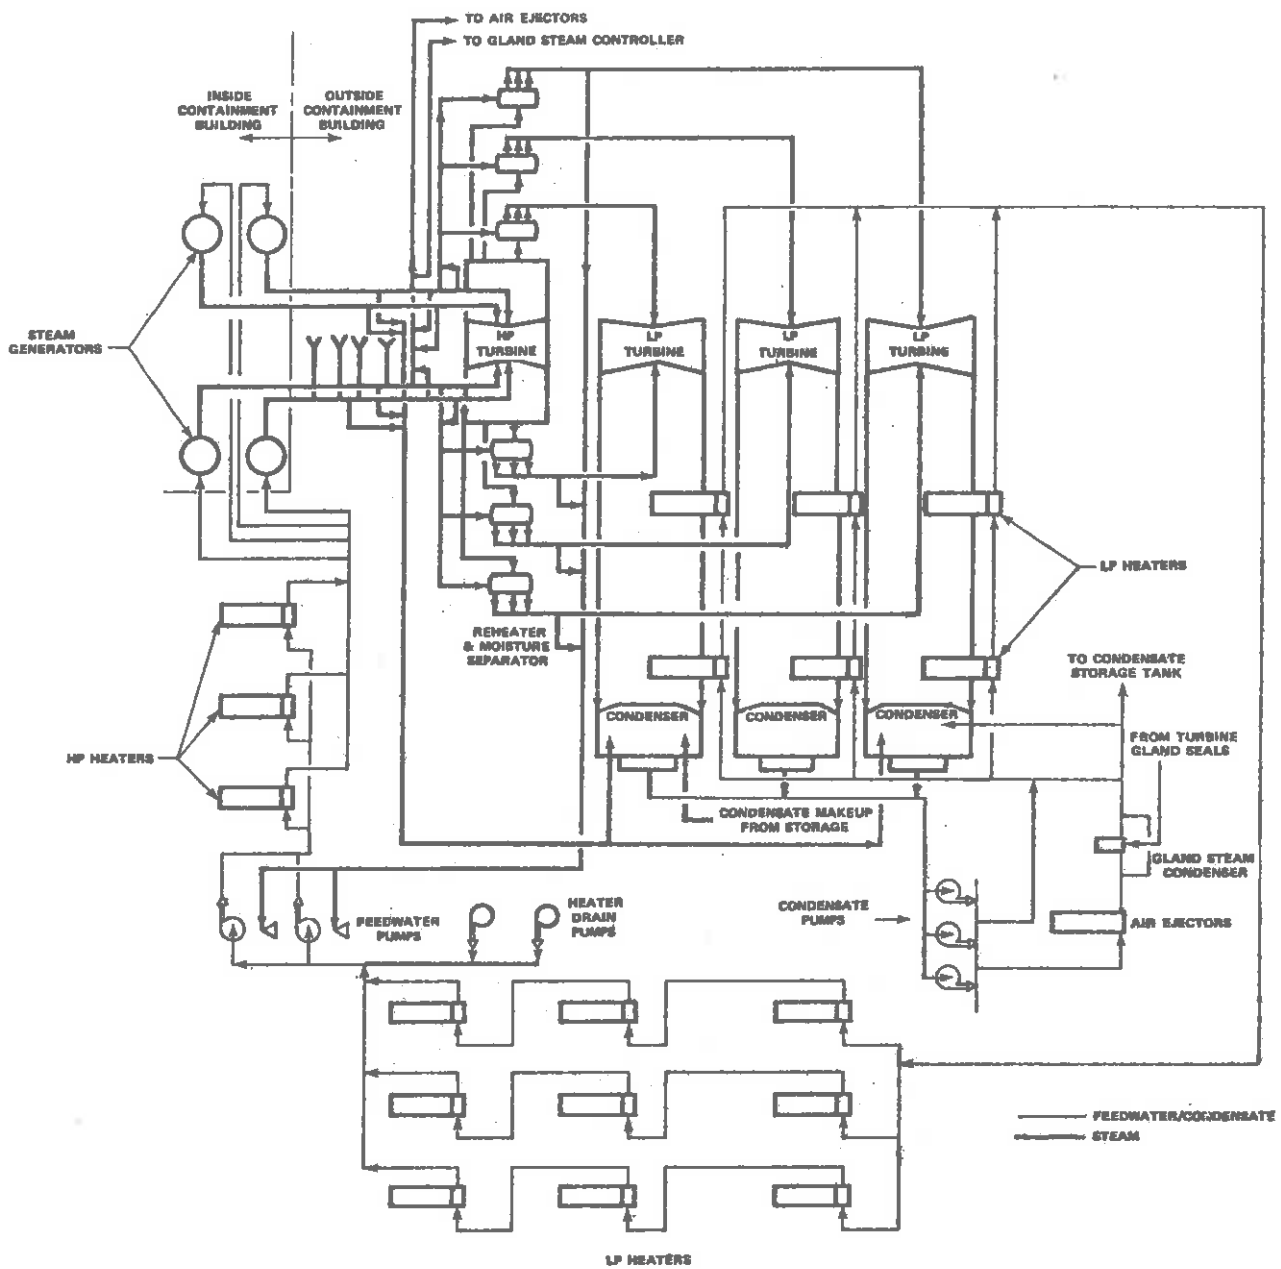 TO AIR EJECTORS
TO GLAND STEAM CONTROLLER
INSIDE
CONTAINMENT
BUILDING
OUTSIDE
CONTAINMENT
BUILDING
STEAM
GENERATORS
HP
TURBINE
LP
TURBINE
LP
TURBINE
LP
TURBINE
LP HEATERS
REHEATER
& MOISTURE
SEPARATOR
TO CONDENSATE
STORAGE TANK
CONDENSER
CONDENSER
CONDENSER
FROM TURBINE
GLAND SEALS
HP HEATERS
CONDENSATE MAKEUP
FROM STORAGE
GLAND STEAM
CONDENSER
FEEDWATER
PUMPS
HEATER
DRAIN
PUMPS
CONDENSATE
PUMPS
AIR EJECTORS
FEEDWATER/CONDENSATE
STEAM
LP HEATERS